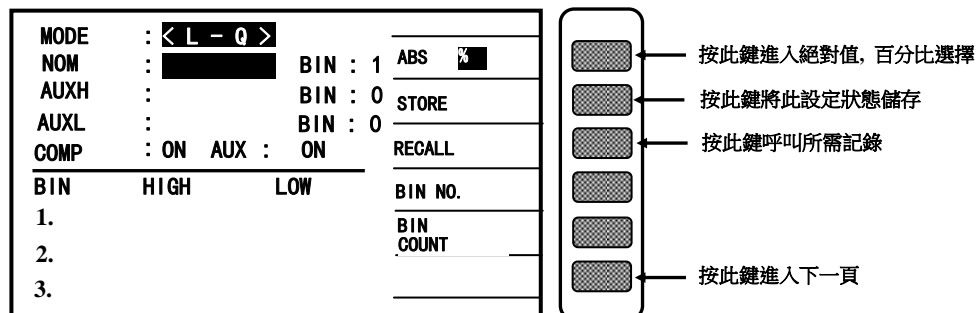 MODE : < L - Q >
NOM : BIN : 1
AUXH : BIN : 0
AUXL : BIN : 0
COMP : ON AUX : ON
BIN HIGH LOW
1.
2.
3.
ABS %
STORE
RECALL
BIN NO.
BIN
COUNT
按此鍵進入絕對值, 百分比選擇
按此鍵將此設定狀態儲存
按此鍵呼叫所需記錄
按此鍵進入下一頁